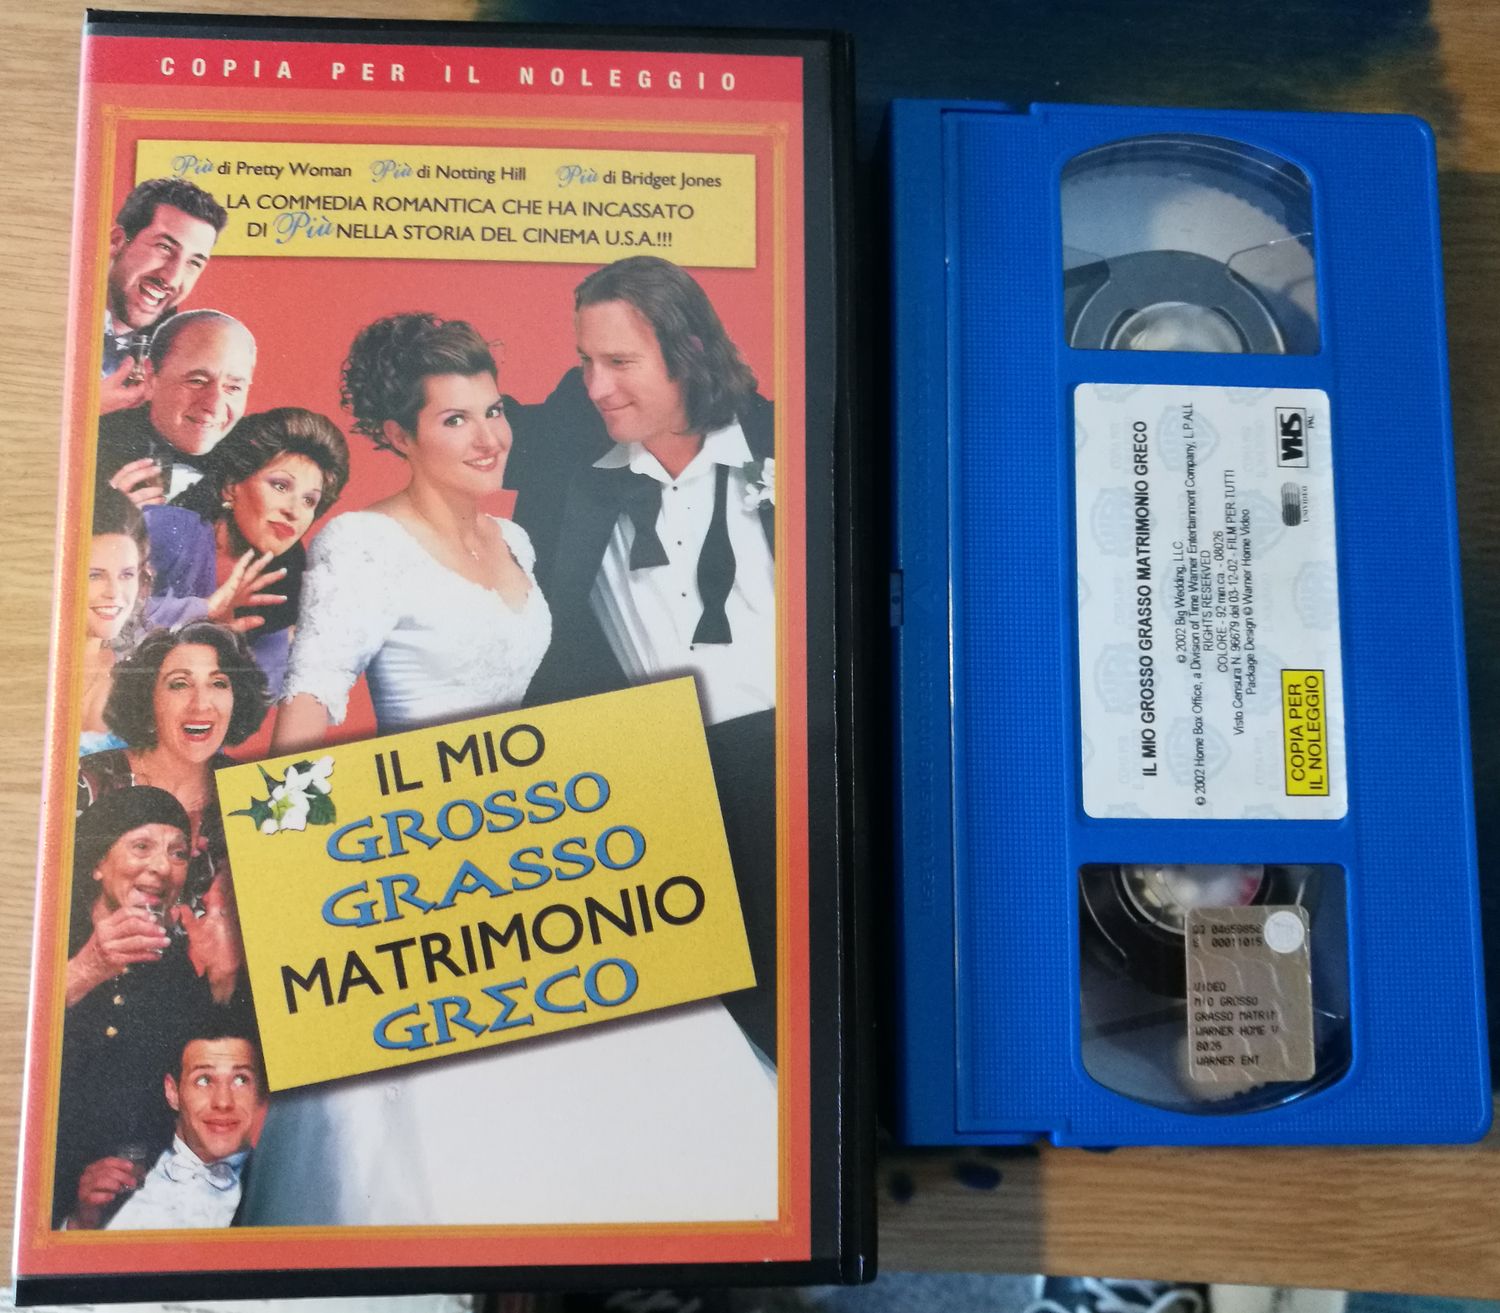 COPIA PER IL NOLEGGIO
Più di Pretty Woman Più di Notting Hill Più di Bridget Jones
LA COMMEDIA ROMANTICA CHE HA INCASSATO
DI Più NELLA STORIA DEL CINEMA U.S.A.!!!
IL MIO
GROSSO
GRASSO
MATRIMONIO
GRΣCO
IL MIO GROSSO GRASSO MATRIMONIO GRECO
© 2002 Big Wedding, LLC
© 2002 Home Box Office, a Division of Time Warner Entertainment Company, L.P. ALL
RIGHTS RESERVED
COLORE - 92 min.ca - 08026
Visto Censura N. 96679 del 03-12-02 - FILM PER TUTTI
Package Design © Warner Home Video
VHS
PAL
UNIVIDEO
COPIA PER
IL NOLEGGIO
00011015
VIDEO
MIO GROSSO
GRASSO MATRIM
WARNER HOME V
8026
WARNER ENT